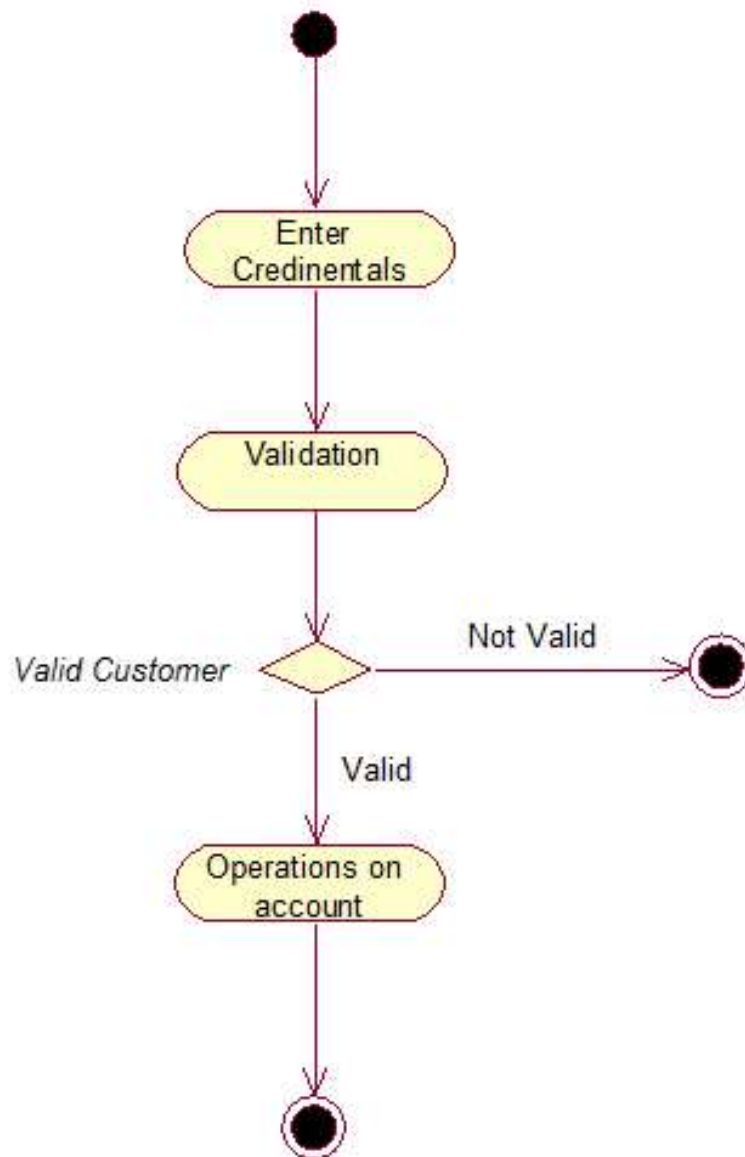 Enter
Credinentals
Validation
Not Valid
Valid Customer
Valid
Operations on
account